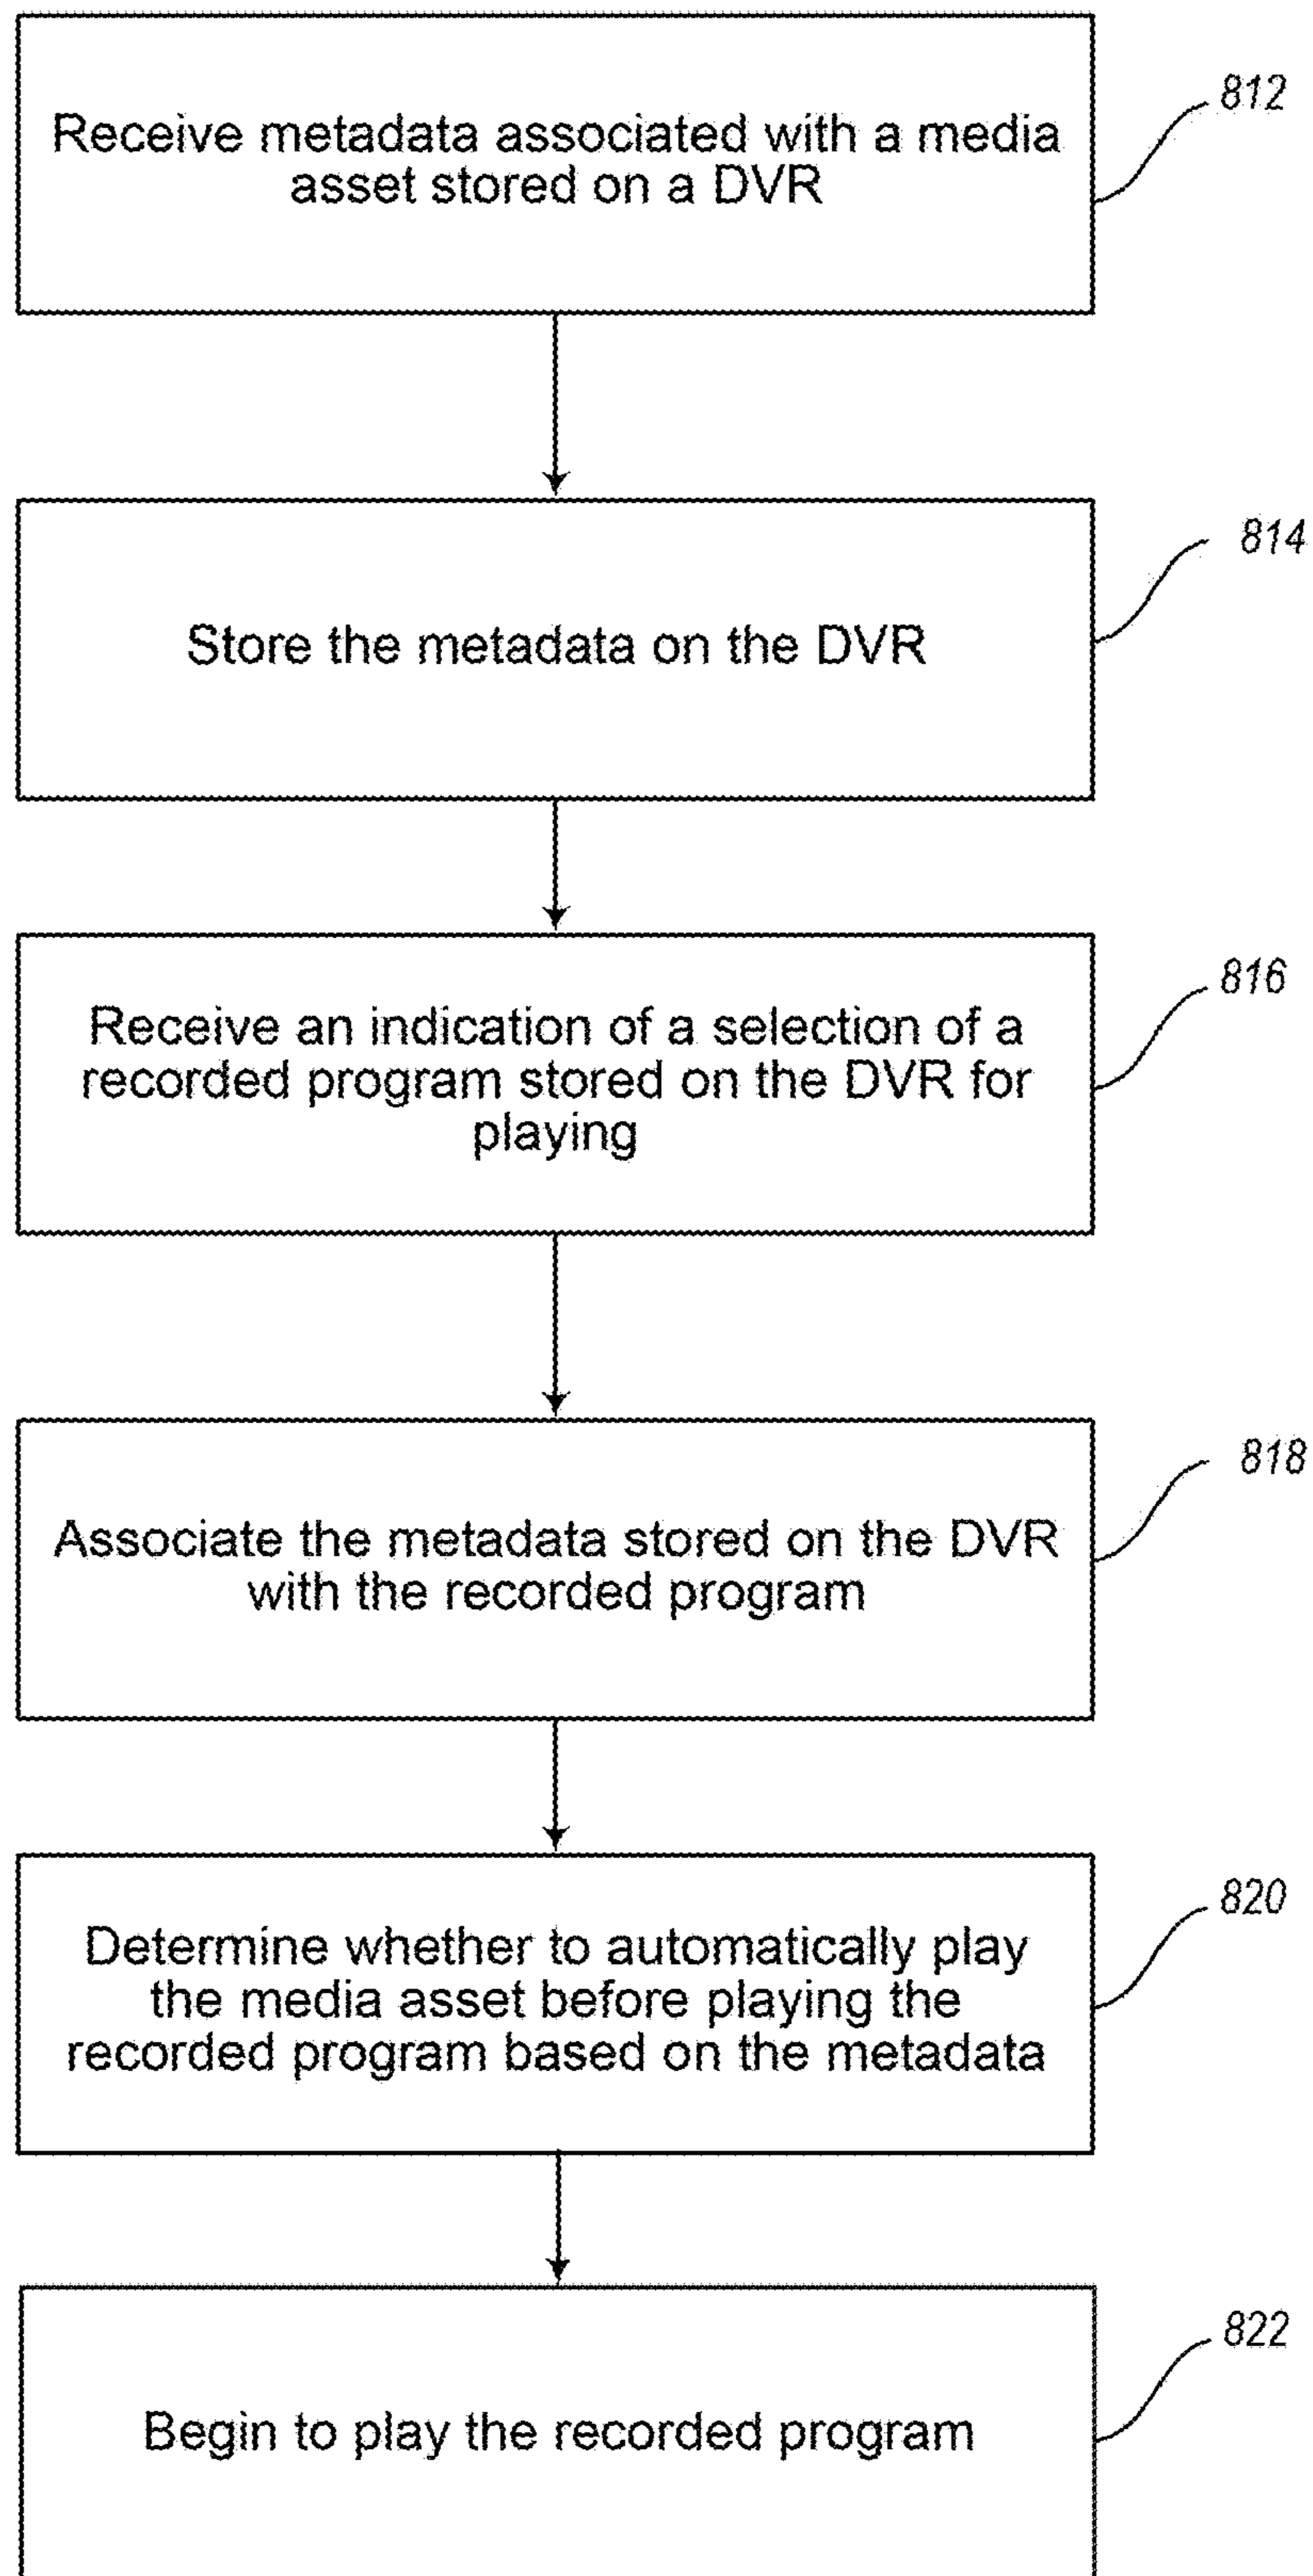 Receive metadata associated with a media
asset stored on a DVR
812
Store the metadata on the DVR
814
Receive an indication of a selection of a
recorded program stored on the DVR for
playing
816
Associate the metadata stored on the DVR
with the recorded program
818
Determine whether to automatically play
the media asset before playing the
recorded program based on the metadata
820
Begin to play the recorded program
822